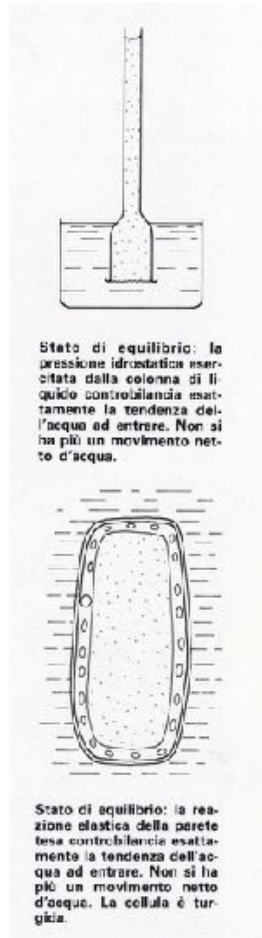 Stato di equilibrio: la
pressione idrostatica eser-
citata dalla colonna di li-
quido controbilancia esat-
tamente la tendenza del-
l'acqua ad entrare. Non si
ha più un movimento net-
to d'acqua.
Stato di equilibrio: la rea-
zione elastica della parete
tesa controbilancia esatta-
mente la tendenza dell'ac-
qua ad entrare. Non si ha
più un movimento netto
d'acqua. La cellula è tur-
gida.